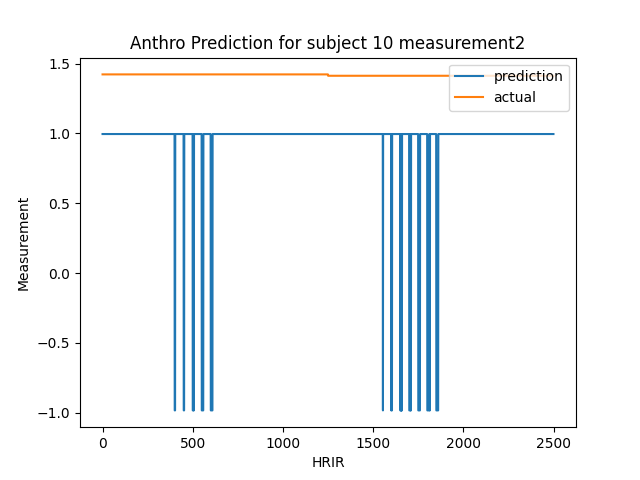 Anthro Prediction for subject 10 measurement2
1.5
1.0
0.5
0.0
−0.5
−1.0
Measurement
prediction
actual
0 500 1000 1500 2000 2500
HRIR